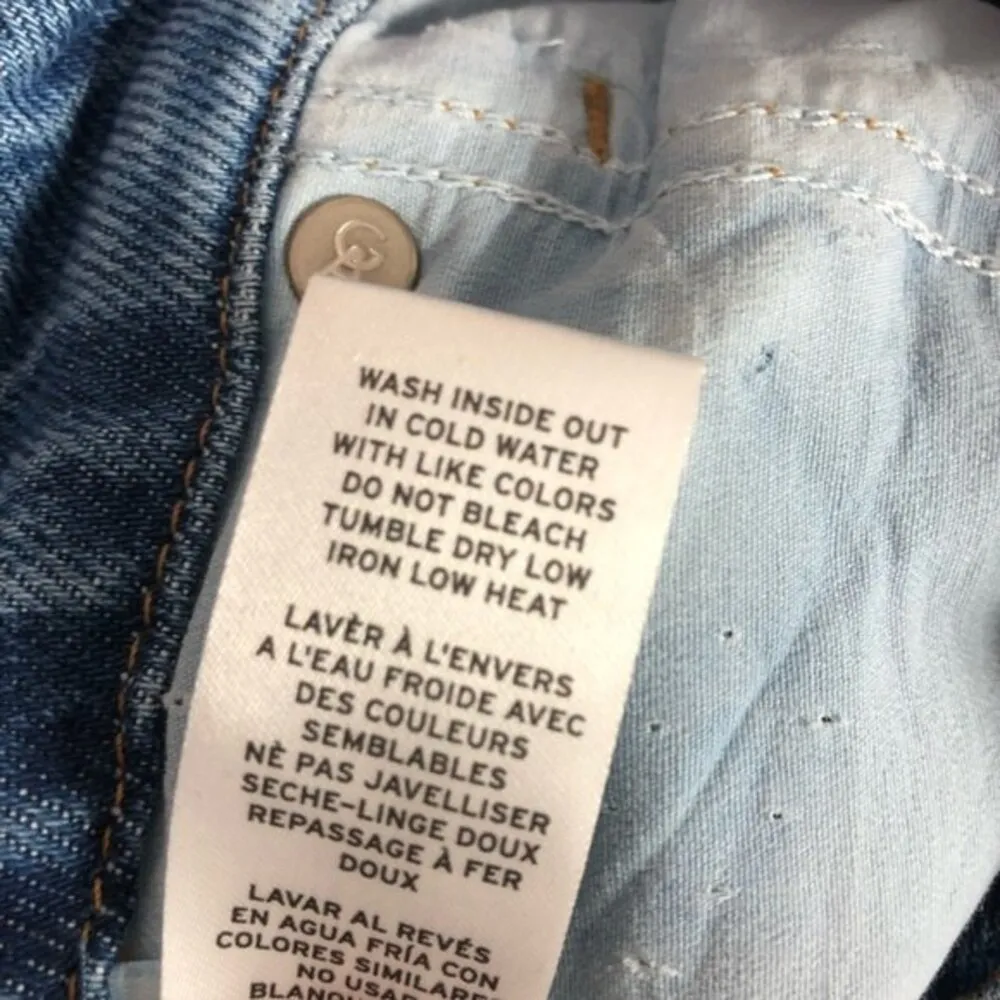 WASH INSIDE OUT
IN COLD WATER
WITH LIKE COLORS
DO NOT BLEACH
TUMBLE DRY LOW
IRON LOW HEAT
LAVÈR À L'ENVERS
A L'EAU FROIDE AVEC
DES COULEURS
SEMBLABLES
NÈ PAS JAVELLISER
SECHE-LINGE DOUX
REPASSAGE À FER
DOUX
LAVAR AL REVÉS
EN AGUA FRÍA CON
COLORES SIMILARES
NO USAR